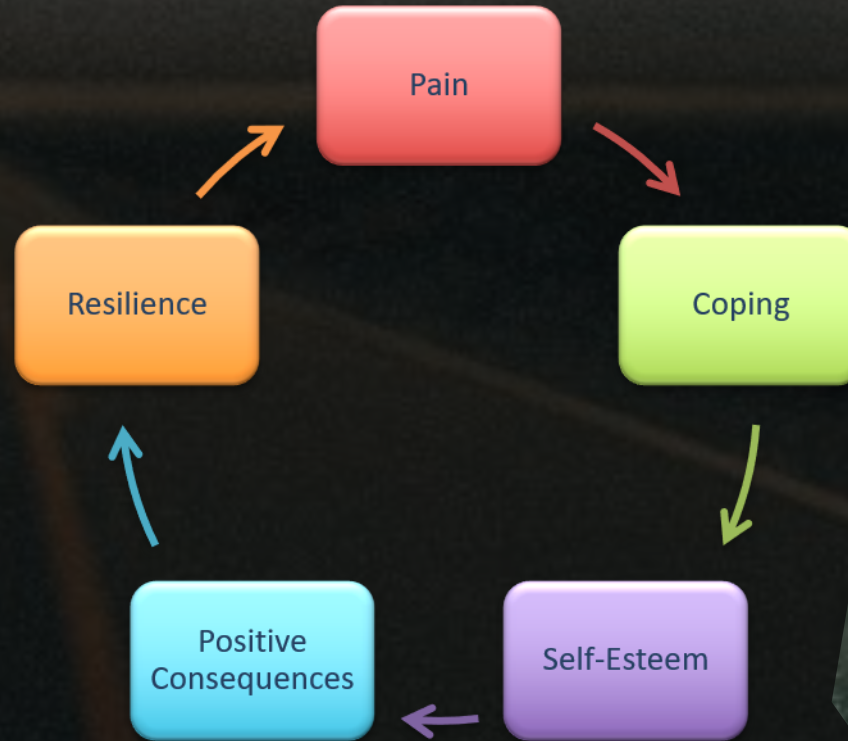 Pain
Coping
Self-Esteem
Positive
Consequences
Resilience